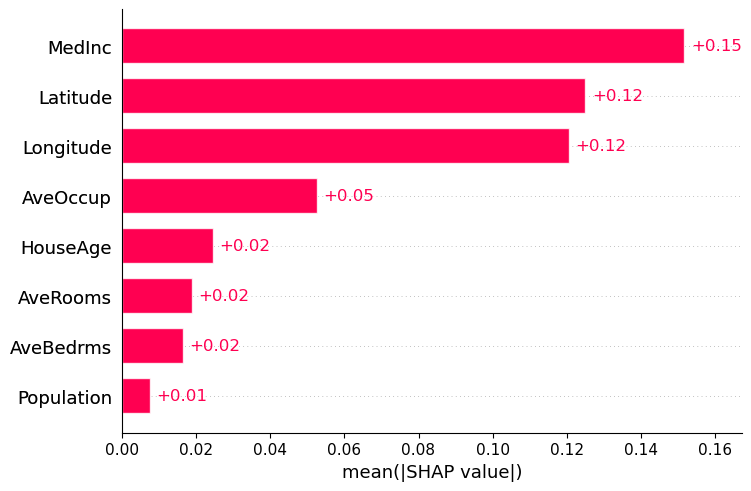 MedInc +0.15
Latitude +0.12
Longitude +0.12
AveOccup +0.05
HouseAge +0.02
AveRooms +0.02
AveBedrms +0.02
Population +0.01
0.00 0.02 0.04 0.06 0.08 0.10 0.12 0.14 0.16
mean(|SHAP value|)